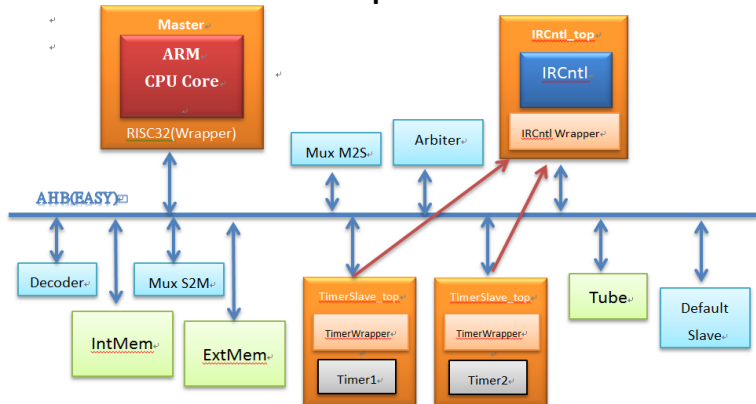 Master
ARM
CPU Core
RISC32(Wrapper)
IRCntl_top
IRCntl
IRCntl Wrapper
Mux M2S
Arbiter
AHB(EASY)
Decoder
Mux S2M
IntMem
ExtMem
TimerSlave_top
TimerWrapper
Timer1
TimerSlave_top
TimerWrapper
Timer2
Tube
Default
Slave